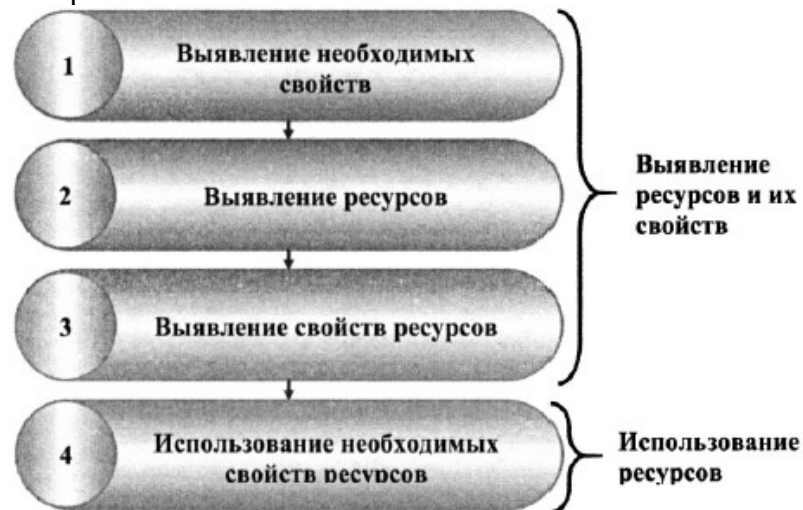 1
Выявление необходимых
свойств
2
Выявление ресурсов
3
Выявление свойств ресурсов
4
Использование необходимых
свойств ресурсов
Выявление
ресурсов и их
свойств
Использование
ресурсов